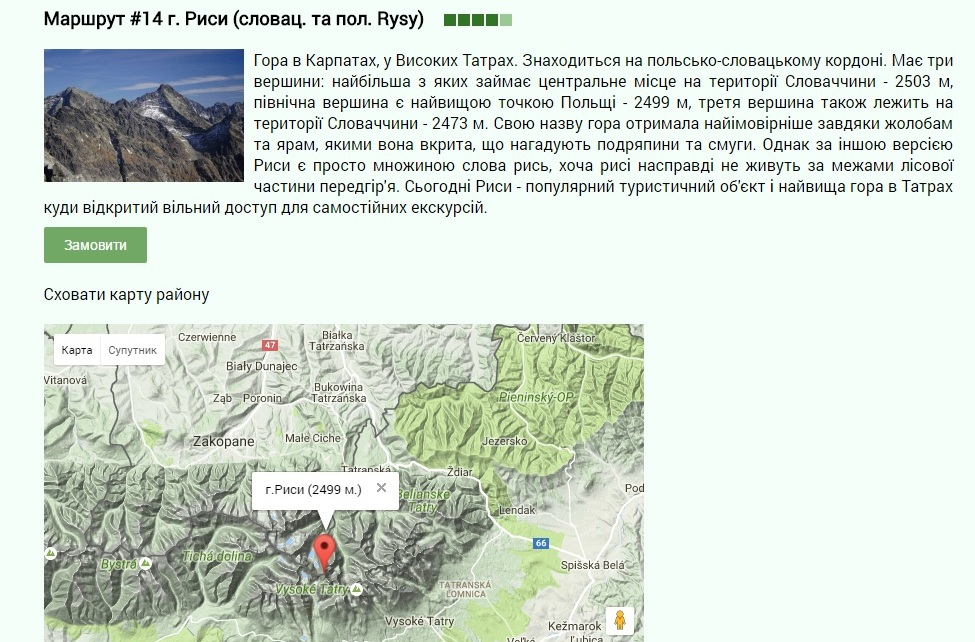 Маршрут #14 г. Риси (словац. та пол. Rysy)
Гора в Карпатах, у Високих Татрах. Знаходиться на польсько-словацькому кордоні. Має три
вершини: найбільша з яких займає центральне місце на території Словаччини - 2503 м,
північна вершина є найвищою точкою Польщі - 2499 м, третя вершина також лежить на
території Словаччини - 2473 м. Свою назву гора отримала найімовірніше завдяки жолобам
та ярам, якими вона вкрита, що нагадують подряпини та смуги. Однак за іншою версією
Риси є просто множиною слова рись, хоча рисі насправді не живуть за межами лісової
частини передгір'я. Сьогодні Риси - популярний туристичний об'єкт і найвища гора в Татрах
куди відкритий вільний доступ для самостійних екскурсій.
Замовити
Сховати карту району
Czerwienne
Białka
Tatrzańska
Červený Kláštor
47
Карта
Супутник
Biały Dunajec
Vitanová
Bukowina
Tatrzańska
Ząb
Poronin
Pieninský-OP
Zakopane
Małe Ciche
Jezersko
Tatranská
Ždiar
г.Риси (2499 м.)
Belianske
Tatry
Pod
Lendak
66
Bystrá
Tichá dolina
Spišská Belá
Vysoké Tatry
TATRANSKÁ
LOMNICA
Vysoké Tatry
Kežmarok
Veľká
Ľubica